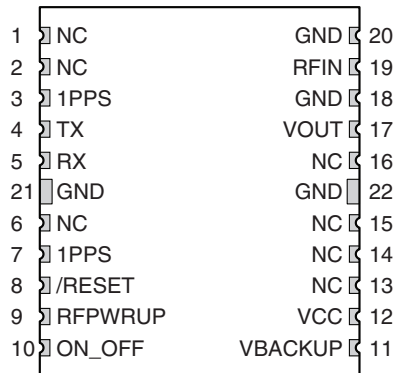 1 NC GND 20
2 NC RFIN 19
3 1PPS GND 18
4 TX VOUT 17
5 RX NC 16
21 GND GND 22
6 NC NC 15
7 1PPS NC 14
8 /RESET NC 13
9 RFPWRUP VCC 12
10 ON_OFF VBACKUP 11